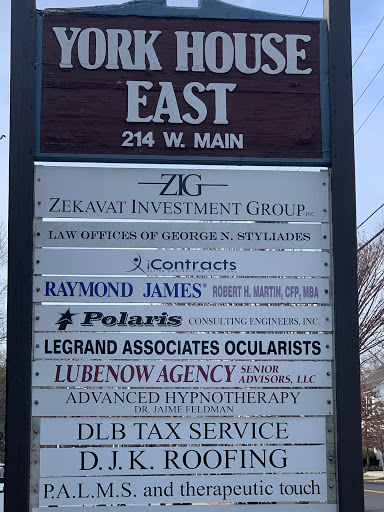 YORK HOUSE
EAST
214 W. MAIN
ZIG
ZEKAVAT INVESTMENT GROUP INC
LAW OFFICES OF GEORGE N. STYLIADES
iContracts
RAYMOND JAMES® ROBERT H. MARTIN, CFP, MBA
Polaris CONSULTING ENGINEERS, INC.
LEGRAND ASSOCIATES OCULARISTS
LUBENOW AGENCY SENIOR
ADVISORS, LLC
ADVANCED HYPNOTHERAPY
DR. JAIME FELDMAN
DLB TAX SERVICE
D.J.K. ROOFING
P.A.L.M.S. and therapeutic touch